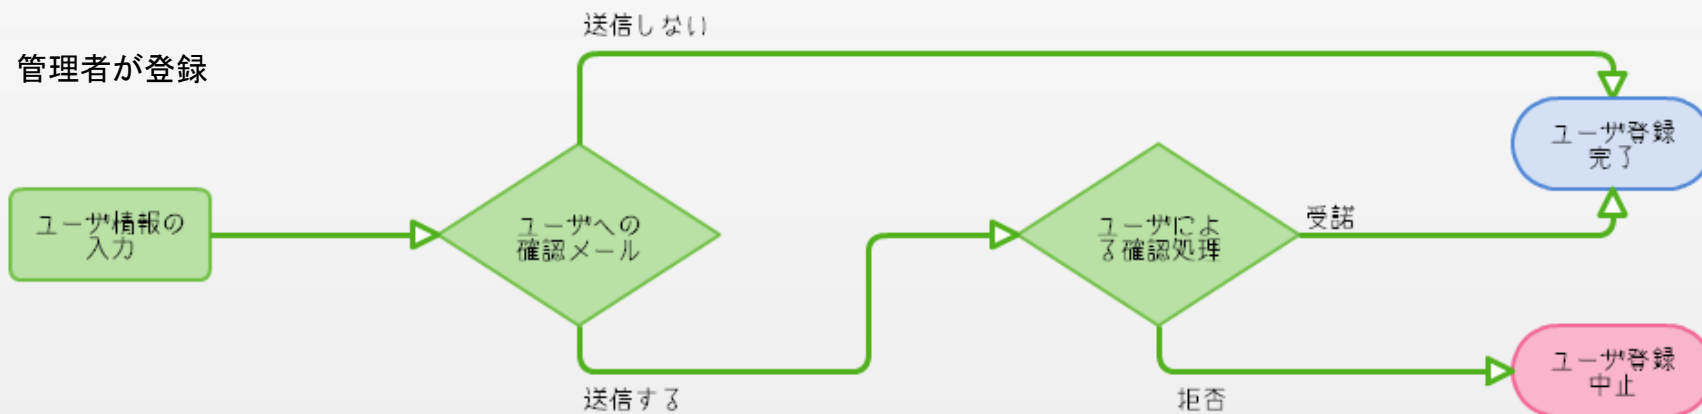 送信しない
管理者が登録
ユーザ登録
完了
ユーザ情報の
入力
ユーザへの
確認メール
ユーザによ
る確認処理
受諾
送信する
拒否
ユーザ登録
中止